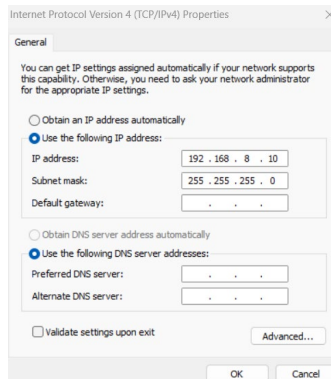 Internet Protocol Version 4 (TCP/IPv4) Properties
General
You can get IP settings assigned automatically if your network supports
this capability. Otherwise, you need to ask your network administrator
for the appropriate IP settings.
Obtain an IP address automatically
Use the following IP address:
IP address: 192 . 168 . 8 . 10
Subnet mask: 255 . 255 . 255 . 0
Default gateway: . . .
Obtain DNS server address automatically
Use the following DNS server addresses:
Preferred DNS server: . . .
Alternate DNS server: . . .
Validate settings upon exit
Advanced...
OK Cancel